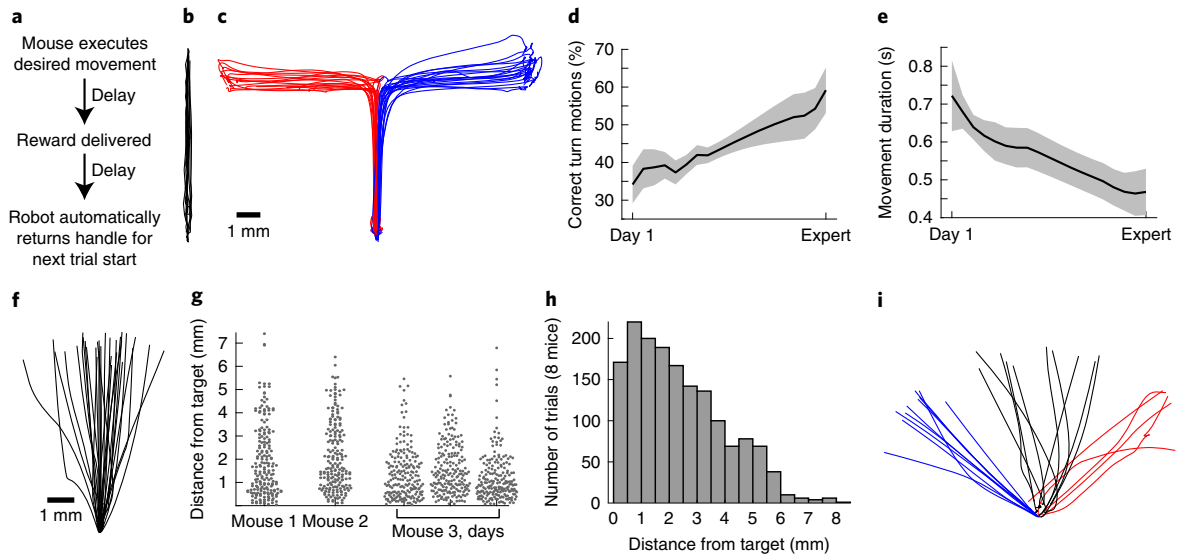 a
Mouse executes
desired movement
Delay
Reward delivered
Delay
Robot automatically
returns handle for
next trial start
b
c
1 mm
d
Correct turn motions (%)
70
60
50
40
30
Day 1
Expert
e
Movement duration (s)
0.8
0.7
0.6
0.5
0.4
Day 1
Expert
f
1 mm
g
Distance from target (mm)
7
6
5
4
3
2
1
Mouse 1
Mouse 2
Mouse 3, days
h
Number of trials (8 mice)
200
150
100
50
0
0 1 2 3 4 5 6 7 8
Distance from target (mm)
i